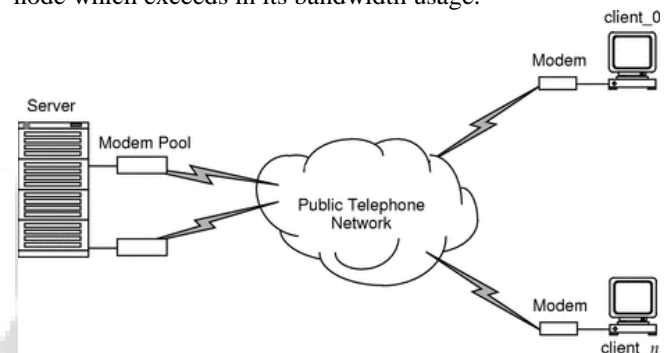 node which exceeds in its bandwidth usage.
client_0
Modem
Server
Modem Pool
Public Telephone
Network
Modem
client_n